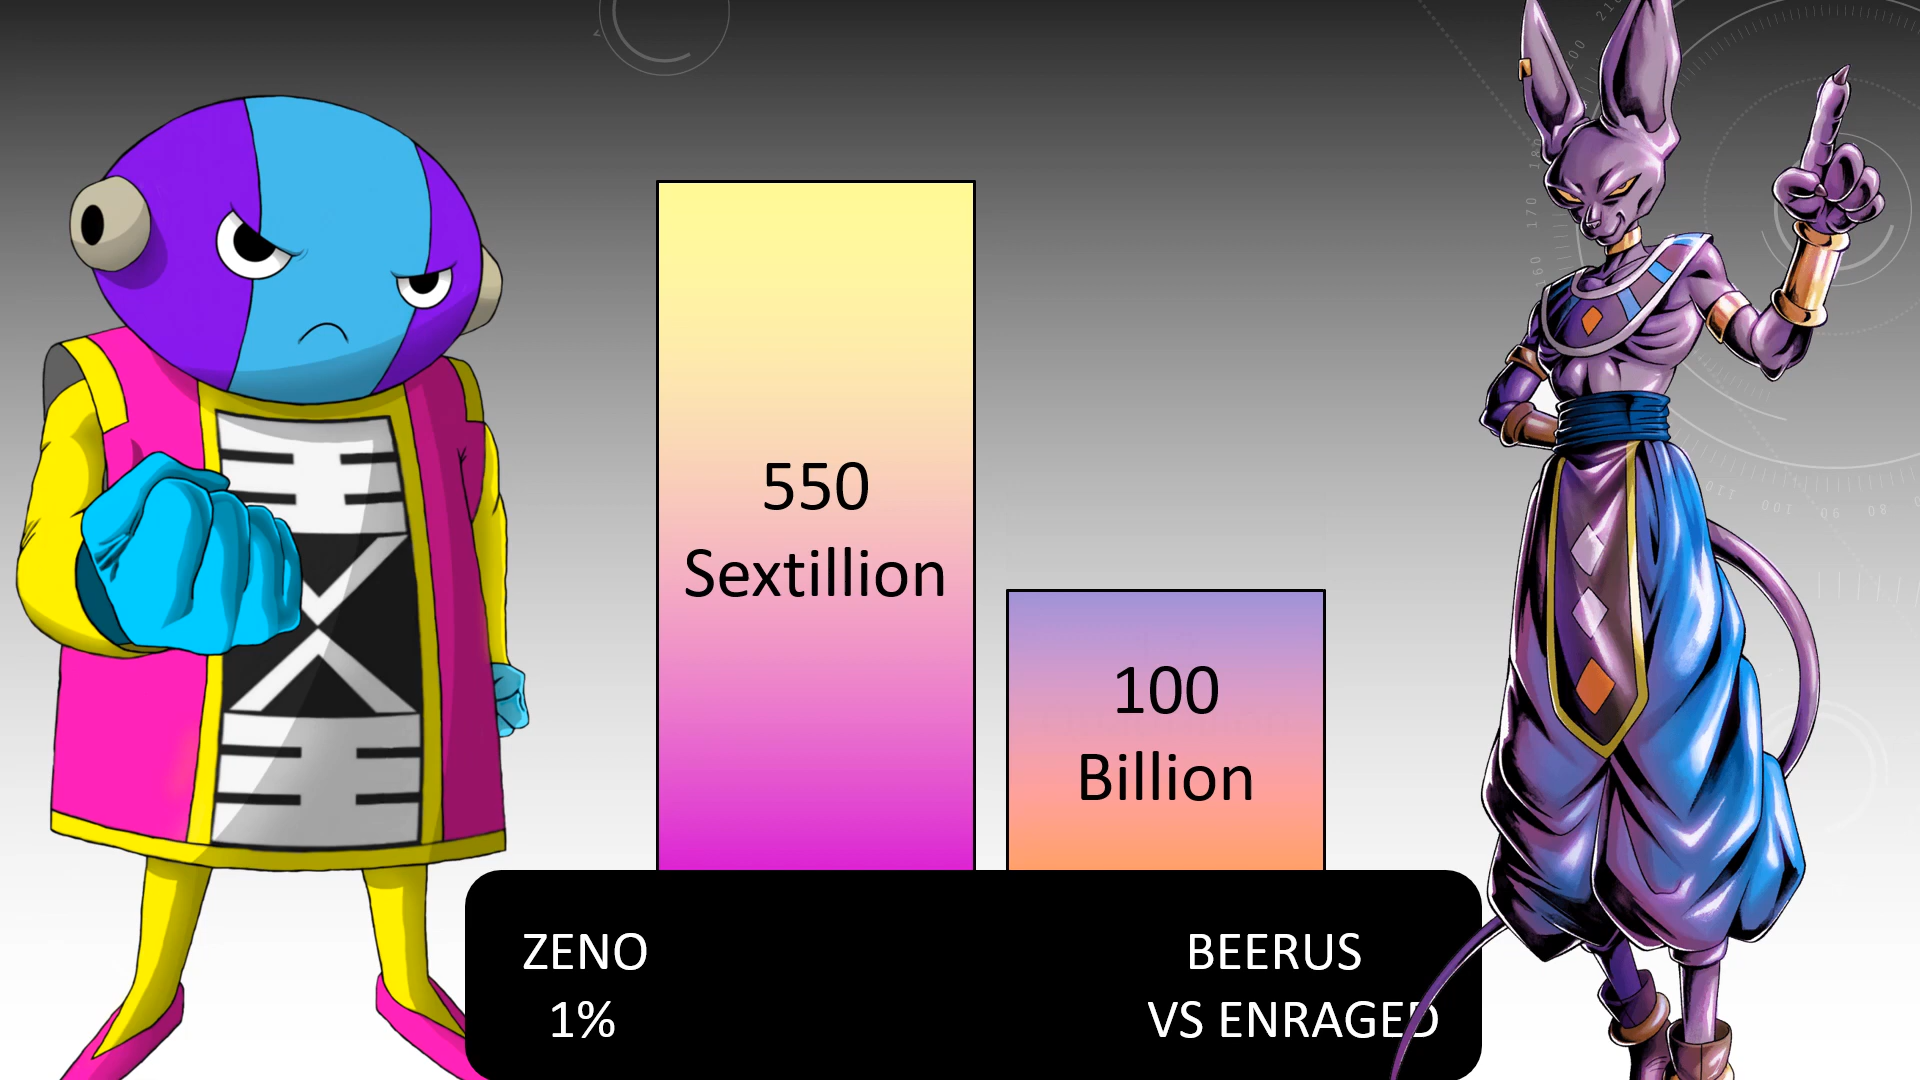 550
Sextillion
100
Billion
ZENO
1%
BEERUS
VS ENRAGED